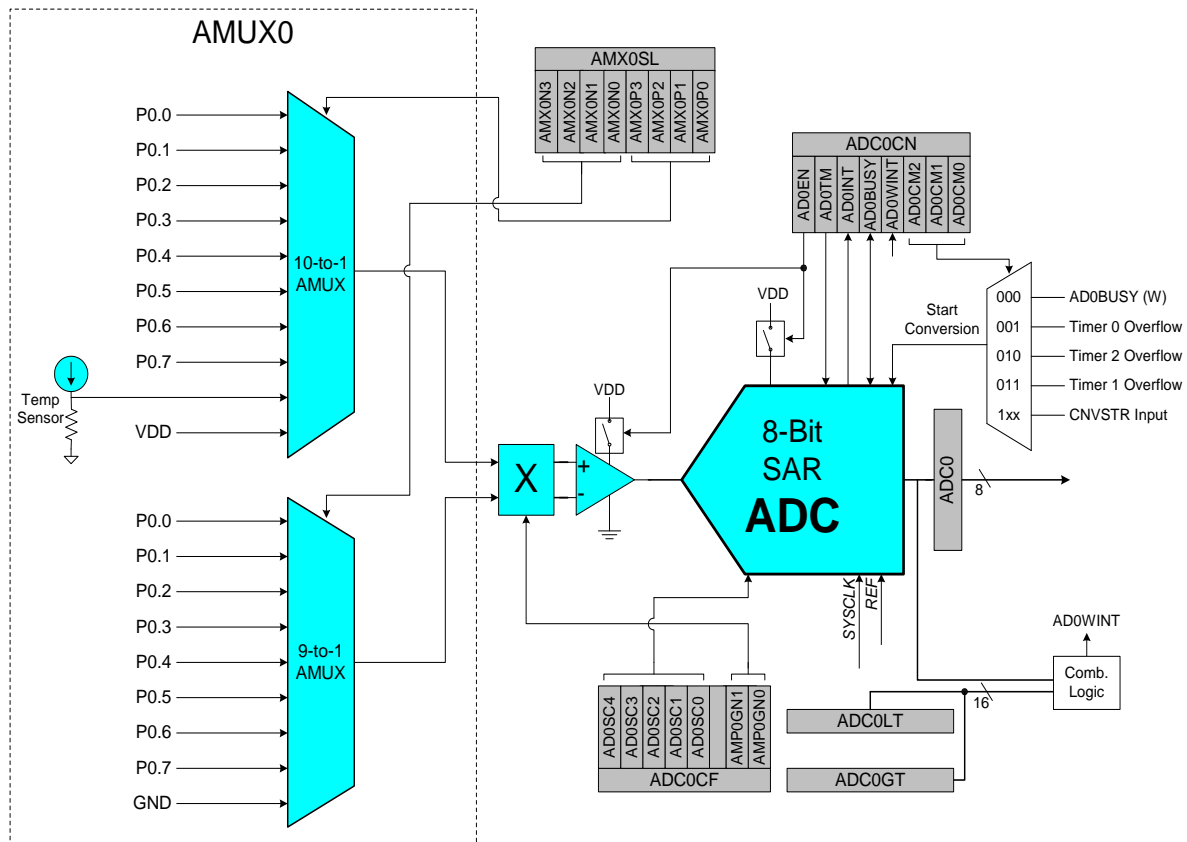 AMUX0
P0.0
P0.1
P0.2
P0.3
P0.4
P0.5
P0.6
P0.7
Temp
Sensor
VDD
10-to-1
AMUX
P0.0
P0.1
P0.2
P0.3
P0.4
P0.5
P0.6
P0.7
GND
9-to-1
AMUX
AMX0SL
AMX0N3
AMX0N2
AMX0N1
AMX0N0
AMX0P3
AMX0P2
AMX0P1
AMX0P0
ADC0CN
AD0EN
AD0TM
AD0INT
AD0BUSY
AD0WINT
AD0CM2
AD0CM1
AD0CM0
VDD
VDD
Start
Conversion
000
001
010
011
1xx
AD0BUSY (W)
Timer 0 Overflow
Timer 2 Overflow
Timer 1 Overflow
CNVSTR Input
X
+
-
8-Bit
SAR
ADC
ADC0
8
SYSCLK
REF
AD0WINT
Comb.
Logic
16
ADC0LT
ADC0GT
AD0SC4
AD0SC3
AD0SC2
AD0SC1
AD0SC0
AMP0GN1
AMP0GN0
ADC0CF